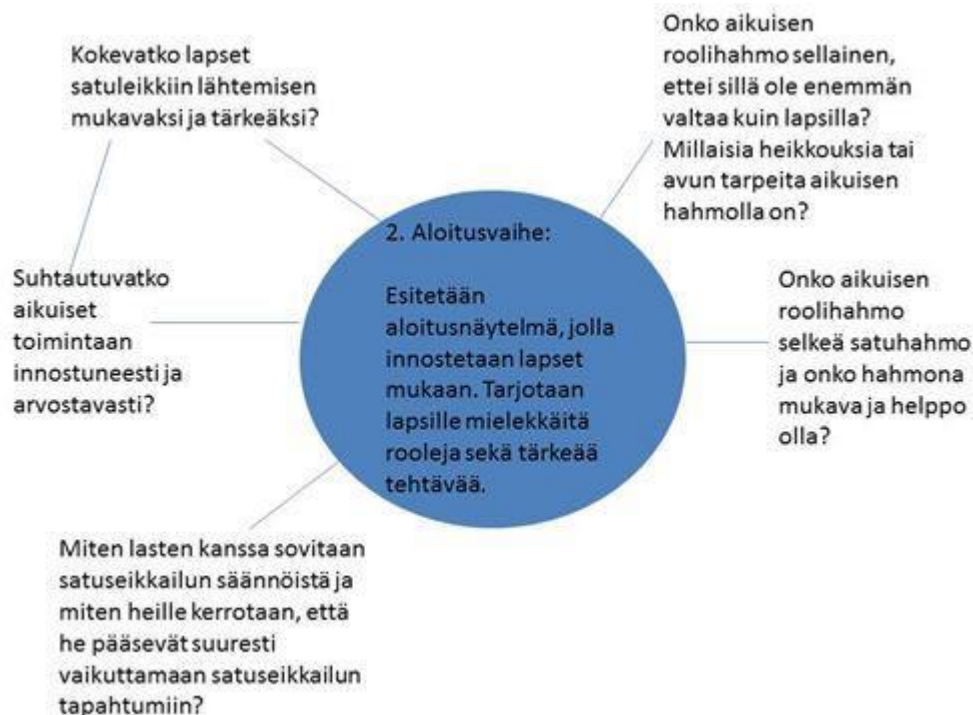 Kokevatko lapset
satuleikkiin lähtemisen
mukavaksi ja tärkeäksi?
Onko aikuisen
roolihahmo sellainen,
ettei sillä ole enemmän
valtaa kuin lapsilla?
Millaisia heikkouksia tai
avun tarpeita aikuisen
hahmolla on?
Suhtautuvatko
aikuiset
toimintaan
innostuneesti ja
arvostavasti?
2. Aloitusvaihe:
Esitetään
aloitusnäytelmä, jolla
innostetaan lapset
mukaan. Tarjotaan
lapsille mielekkäitä
rooleja sekä tärkeää
tehtävää.
Onko aikuisen
roolihahmo
selkeä satuhahmo
ja onko hahmona
mukava ja helppo
olla?
Miten lasten kanssa sovitaan
satuseikkailun säännöistä ja
miten heille kerrotaan, että
he pääsevät suuresti
vaikuttamaan satuseikkailun
tapahtumiin?